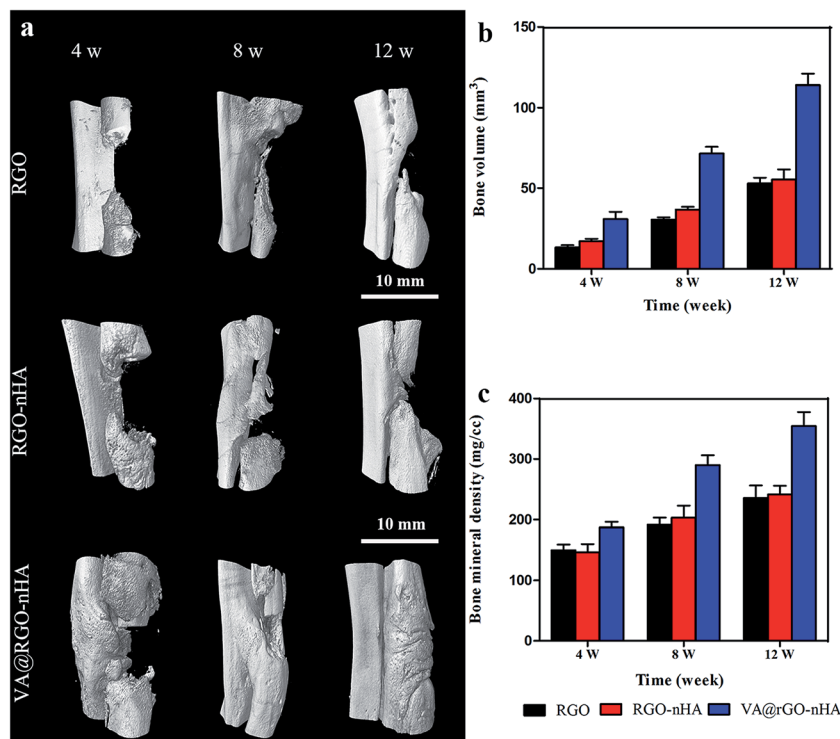 a
4 w 8 w 12 w
RGO
10 mm
RGO-nHA
10 mm
VA@RGO-nHA
b
Bone volume (mm³)
150
100
50
0
4 W 8 W 12 W
Time (week)
c
Bone mineral density (mg/cc)
400
300
200
100
0
4 W 8 W 12 W
Time (week)
RGO RGO-nHA VA@rGO-nHA